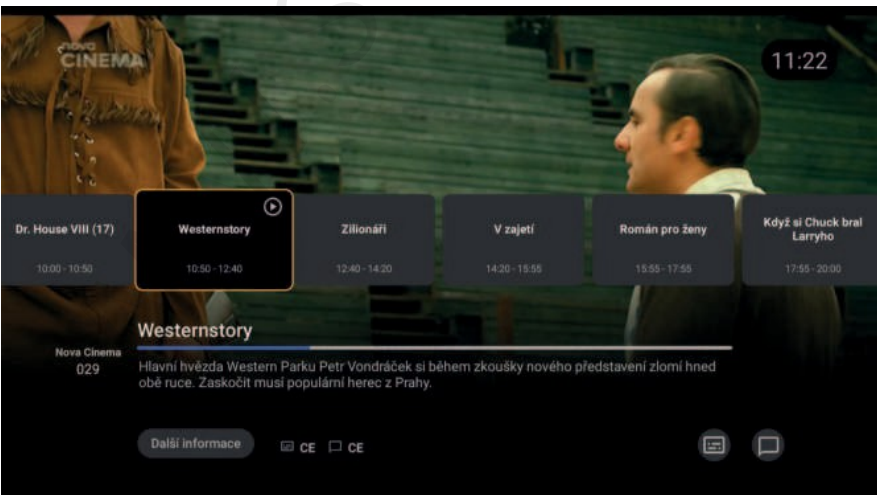 nova
CINEMA
11:22
Dr. House VIII (17)
10:00 - 10:50
Westernstory
10:50 - 12:40
Zilionáři
12:40 - 14:20
V zajetí
14:20 - 15:55
Román pro ženy
15:55 - 17:55
Když si Chuck bral
Larryho
17:55 - 20:00
Westernstory
Nova Cinema
029
Hlavní hvězda Western Parku Petr Vondráček si během zkoušky nového představení zlomí hned
obě ruce. Zaskočit musí populární herec z Prahy.
Další informace
CE
CE